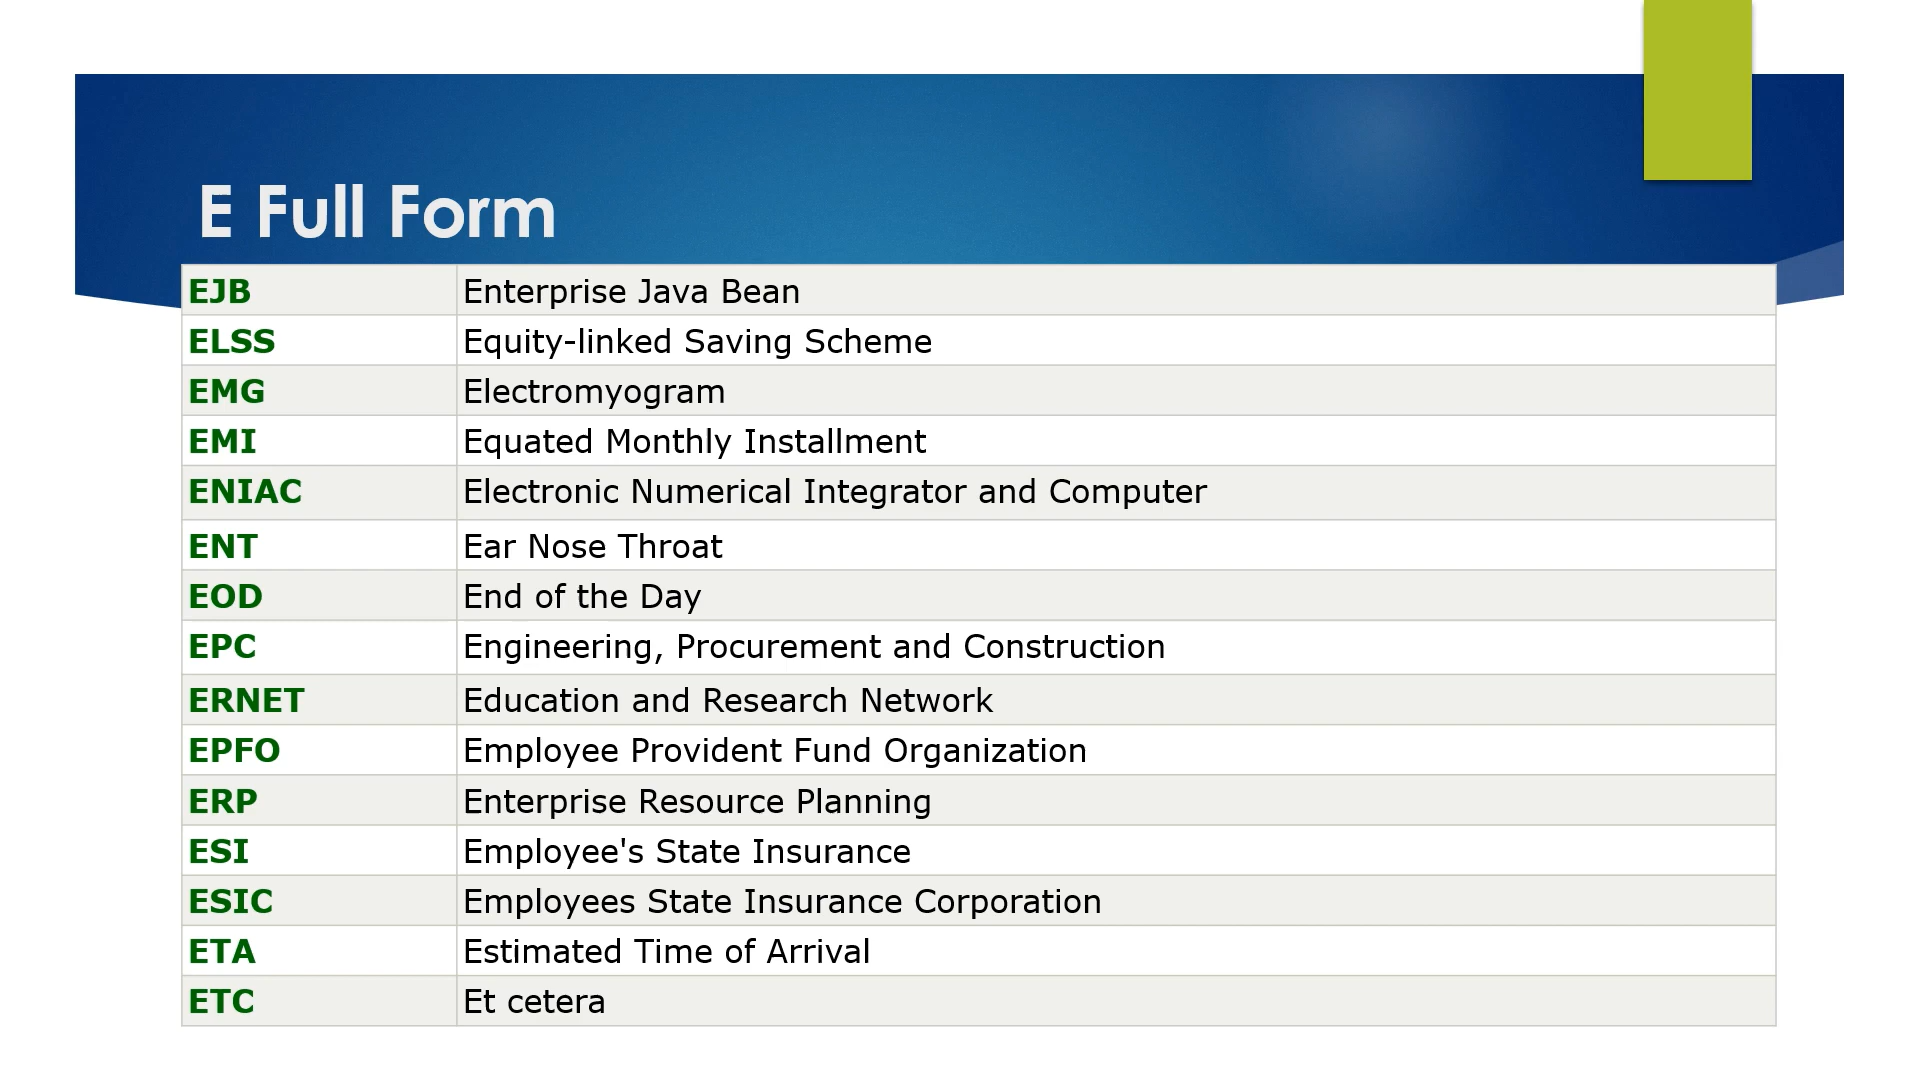 E Full Form
EJB Enterprise Java Bean
ELSS Equity-linked Saving Scheme
EMG Electromyogram
EMI Equated Monthly Installment
ENIAC Electronic Numerical Integrator and Computer
ENT Ear Nose Throat
EOD End of the Day
EPC Engineering, Procurement and Construction
ERNET Education and Research Network
EPFO Employee Provident Fund Organization
ERP Enterprise Resource Planning
ESI Employee's State Insurance
ESIC Employees State Insurance Corporation
ETA Estimated Time of Arrival
ETC Et cetera